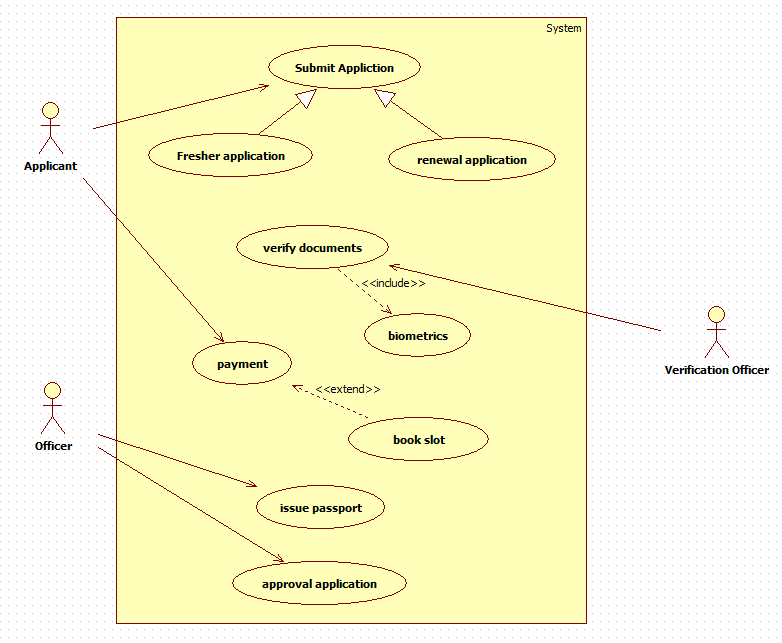 System
Submit Appliction
Fresher application
renewal application
Applicant
verify documents
<<include>>
biometrics
payment
Verification Officer
<<extend>>
book slot
Officer
issue passport
approval application